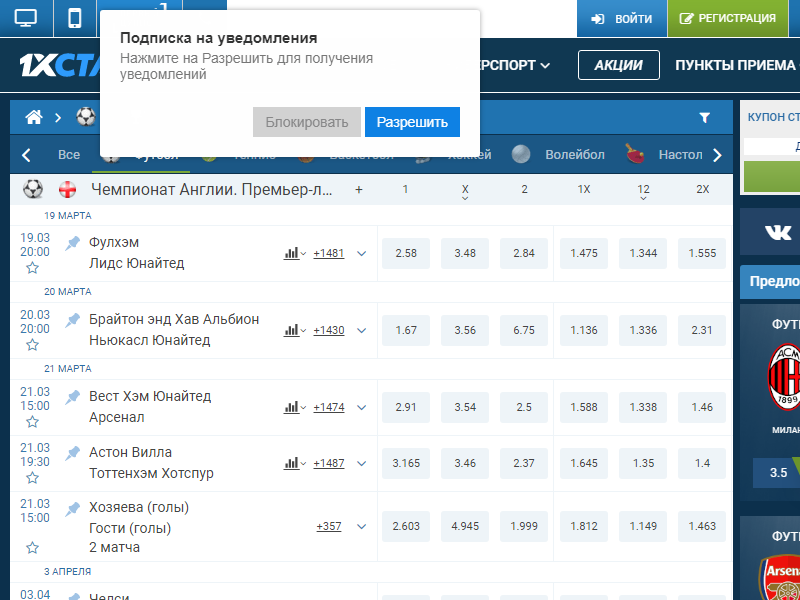 Подписка на уведомления
Нажмите на Разрешить для получения
уведомлений
Блокировать
Разрешить
ВОЙТИ
РЕГИСТРАЦИЯ
1XСТА
РСПОРТ
АКЦИИ
ПУНКТЫ ПРИЕМА
КУПОН СТ
Все
Хоккей
Волейбол
Настол
Чемпионат Англии. Премьер-л... + 1 X 2 1X 12 2X
19 МАРТА
19.03
20:00
Фулхэм
Лидс Юнайтед
+1481 2.58 3.48 2.84 1.475 1.344 1.555
20 МАРТА
20.03
20:00
Брайтон энд Хав Альбион
Ньюкасл Юнайтед
+1430 1.67 3.56 6.75 1.136 1.336 2.31
21 МАРТА
21.03
15:00
Вест Хэм Юнайтед
Арсенал
+1474 2.91 3.54 2.5 1.588 1.338 1.46
21.03
19:30
Астон Вилла
Тоттенхэм Хотспур
+1487 3.165 3.46 2.37 1.645 1.35 1.4
21.03
15:00
Хозяева (голы)
Гости (голы)
2 матча
+357 2.603 4.945 1.999 1.812 1.149 1.463
3 АПРЕЛЯ
03.04
Челси
Предло
ФУТ
ACM
1899
МИЛАН
3.5
ФУТ
Arsenal